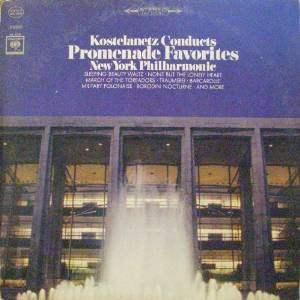 Kostelanetz Conducts
Promenade Favorites
New York Philharmonic
SLEEPING BEAUTY WALTZ · NONE BUT THE LONELY HEART
MARCH OF THE TOREADORS · TRAUMEREI · BARCAROLLE
MILITARY POLONAISE · BORODIN NOCTURNE · AND MORE